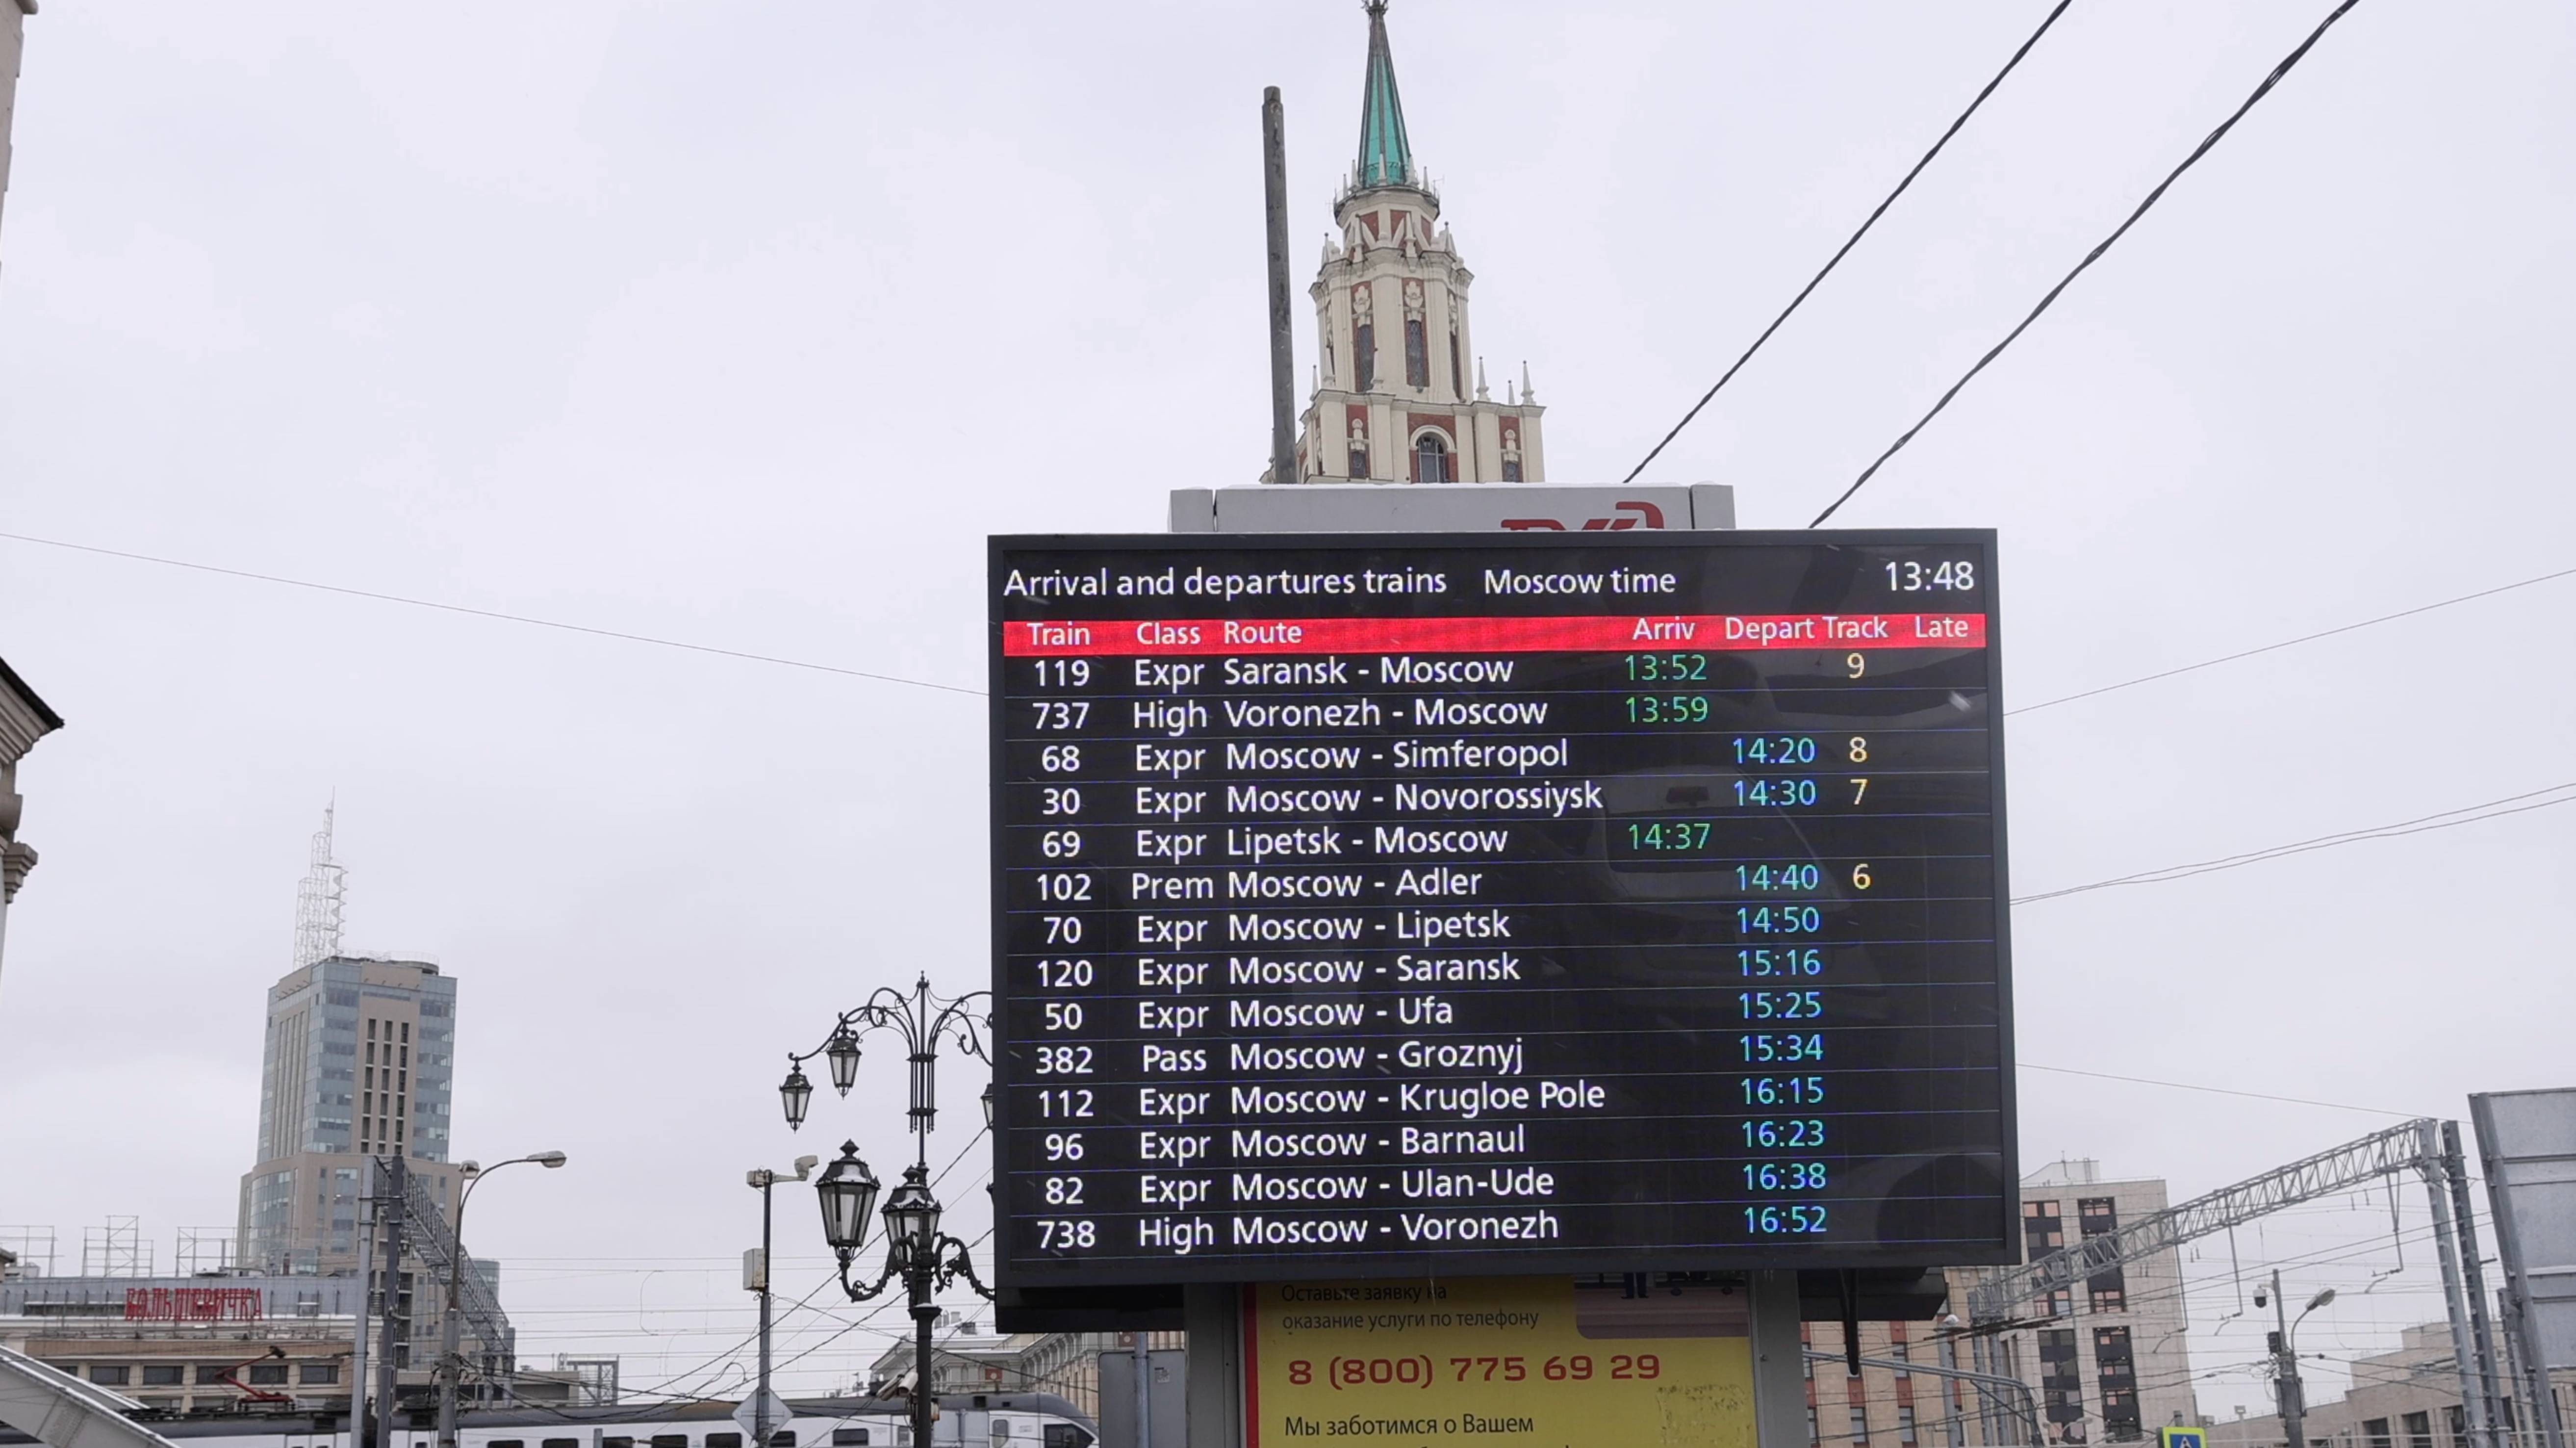 Arrival and departures trains Moscow time 13:48
Train Class Route Arriv Depart Track Late
119 Expr Saransk - Moscow 13:52 9
737 High Voronezh - Moscow 13:59
68 Expr Moscow - Simferopol 14:20 8
30 Expr Moscow - Novorossiysk 14:30 7
69 Expr Lipetsk - Moscow 14:37
102 Prem Moscow - Adler 14:40 6
70 Expr Moscow - Lipetsk 14:50
120 Expr Moscow - Saransk 15:16
50 Expr Moscow - Ufa 15:25
382 Pass Moscow - Groznyj 15:34
112 Expr Moscow - Krugloe Pole 16:15
96 Expr Moscow - Barnaul 16:23
82 Expr Moscow - Ulan-Ude 16:38
738 High Moscow - Voronezh 16:52
Оставьте заявку на
оказание услуги по телефону
8 (800) 775 69 29
Мы заботимся о Вашем
БОЛЬШЕВИЧКА